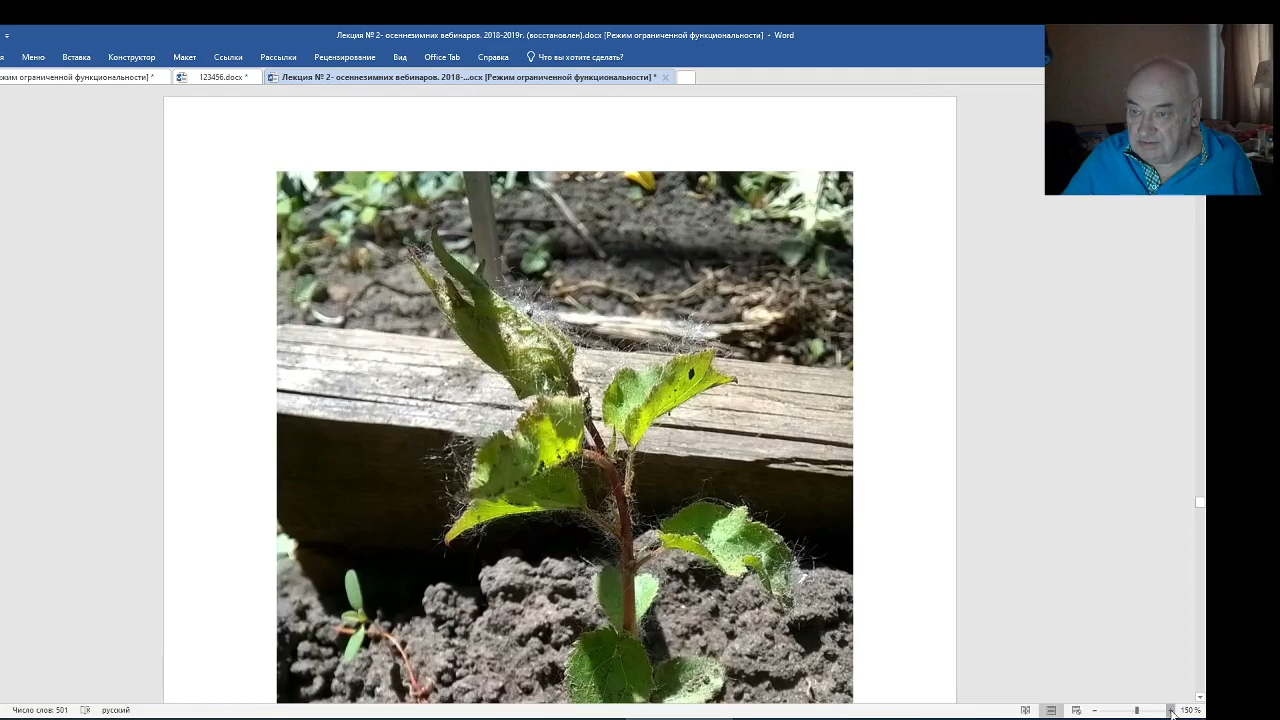 Лекция № 2- осеннезимних вебинаров. 2018-2019г. (восстановлен).docx [Режим ограниченной функциональности] - Word
я Меню Вставка Конструктор Макет Ссылки Рассылки Рецензирование Вид Office Tab Справка Что вы хотите сделать?
жим ограниченной функциональности] * 123456.docx * Лекция № 2- осеннезимних вебинаров. 2018-...осx [Режим ограниченной функциональности] *
Число слов: 501 русский 150 %